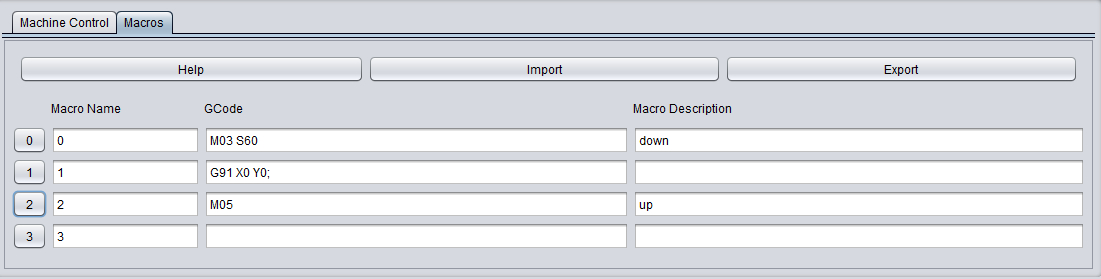 Machine Control Macros
Help Import Export
Macro Name GCode Macro Description
0 0 M03 S60 down
1 1 G91 X0 Y0;
2 2 M05 up
3 3